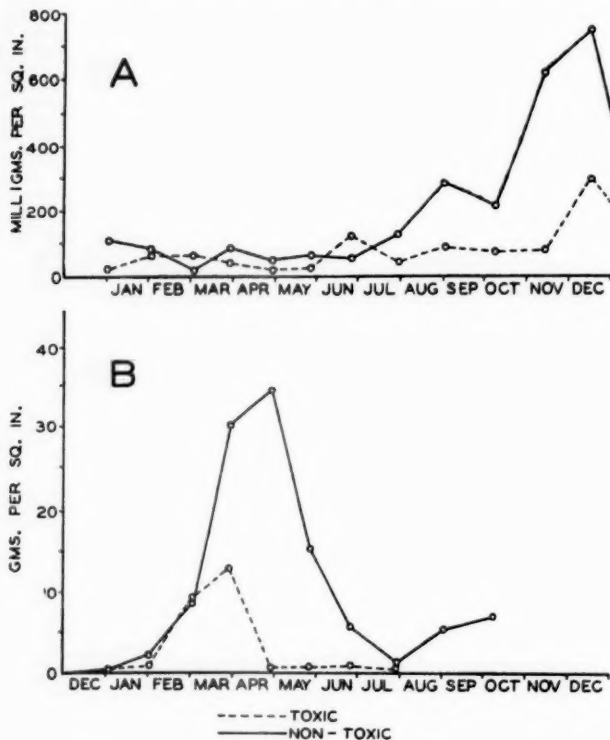 800
A
600
400
200
0
MILLIGMS. PER SQ. IN.
JAN FEB MAR APR MAY JUN JUL AUG SEP OCT NOV DEC
B
40
30
20
10
0
GMS. PER SQ. IN.
DEC JAN FEB MAR APR MAY JUN JUL AUG SEP OCT NOV DEC
TOXIC
NON-TOXIC